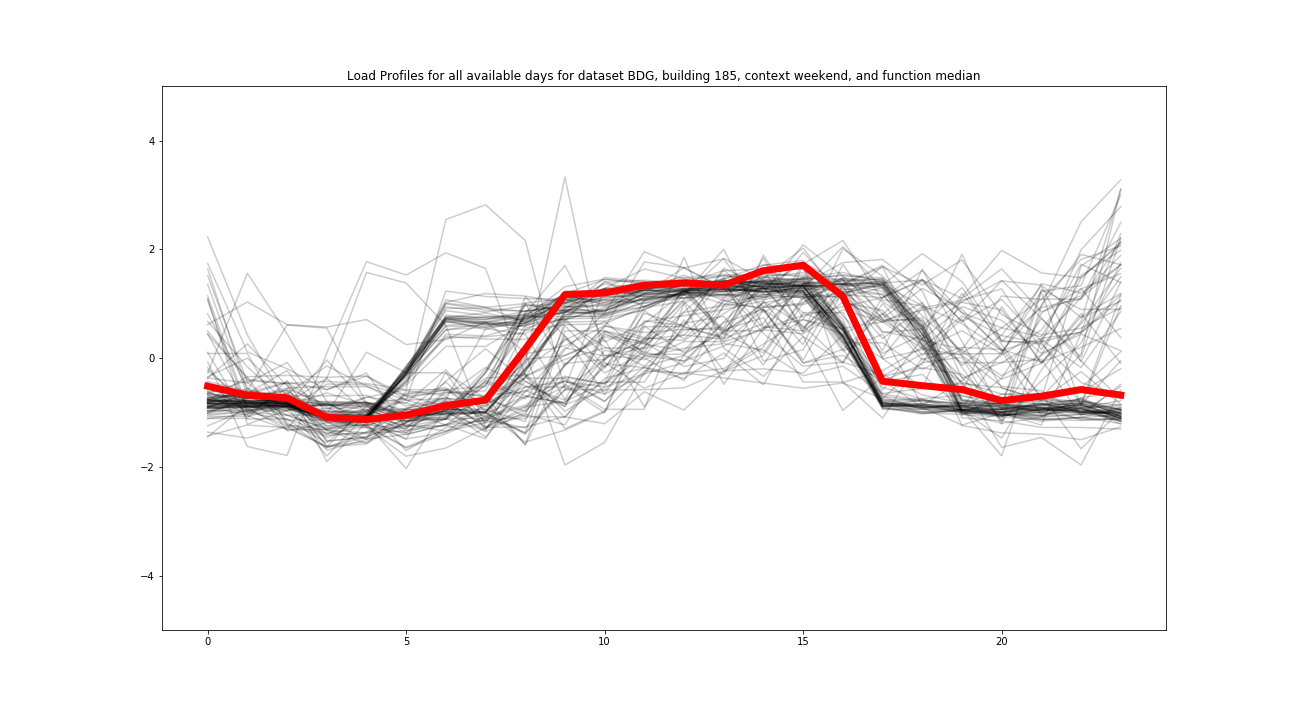 Load Profiles for all available days for dataset BDG, building 185, context weekend, and function median
4
2
0
−2
−4
0 5 10 15 20